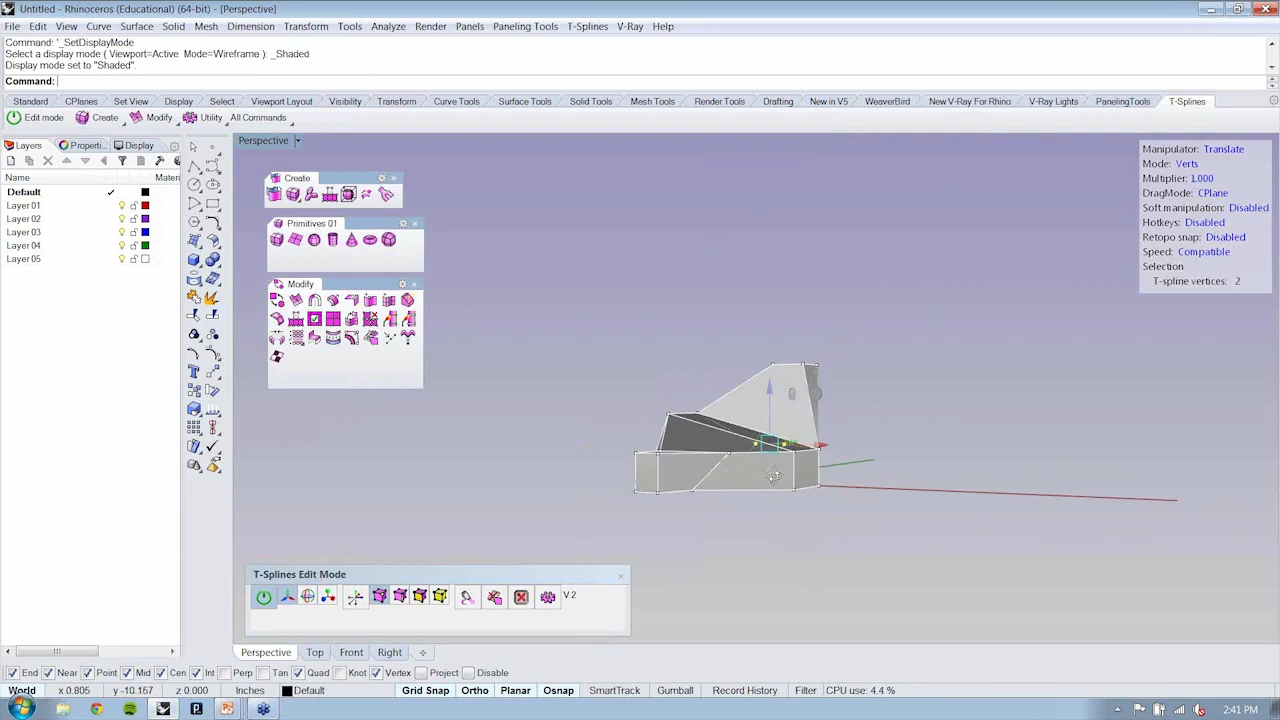 Untitled - Rhinoceros (Educational) (64-bit) - [Perspective]
File Edit View Curve Surface Solid Mesh Dimension Transform Tools Analyze Render Panels Paneling Tools T-Splines V-Ray Help
Command: '_SetDisplayMode
Select a display mode ( Viewport=Active Mode=Wireframe ): _Shaded
Display mode set to "Shaded".
Command:
Standard CPlanes Set View Display Select Viewport Layout Visibility Transform Curve Tools Surface Tools Solid Tools Mesh Tools Render Tools Drafting New in V5 WeaverBird New V-Ray For Rhino V-Ray Lights PanelingTools T-Splines
Edit mode Create Modify Utility All Commands
Layers Properti... Display
Perspective
Name Materi
Default
Layer 01
Layer 02
Layer 03
Layer 04
Layer 05
Create
Primitives 01
Modify
Manipulator: Translate
Mode: Verts
Multiplier: 1.000
DragMode: CPlane
Soft manipulation: Disabled
Hotkeys: Disabled
Retopo snap: Disabled
Speed: Compatible
Selection
T-spline vertices: 2
T-Splines Edit Mode
V 2
Perspective Top Front Right
End Near Point Mid Cen Int Perp Tan Quad Knot Vertex Project Disable
World x 0.805 y -10.157 z 0.000 Inches Default Grid Snap Ortho Planar Osnap SmartTrack Gumball Record History Filter CPU use: 4.4 %
2:41 PM